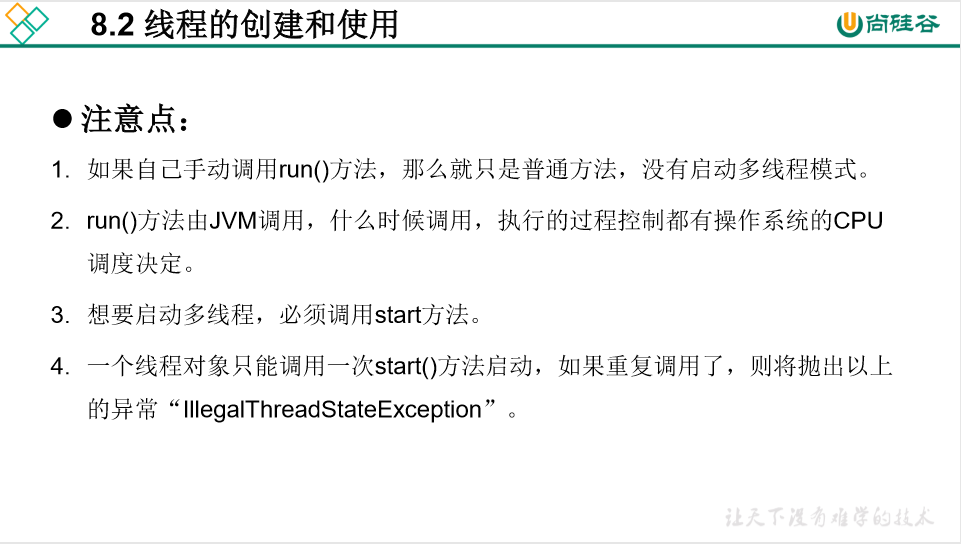 8.2 线程的创建和使用
尚硅谷
● 注意点：
1. 如果自己手动调用run()方法，那么就只是普通方法，没有启动多线程模式。
2. run()方法由JVM调用，什么时候调用，执行的过程控制都有操作系统的CPU
调度决定。
3. 想要启动多线程，必须调用start方法。
4. 一个线程对象只能调用一次start()方法启动，如果重复调用了，则将抛出以上
的异常“IllegalThreadStateException”。
让天下没有难学的技术